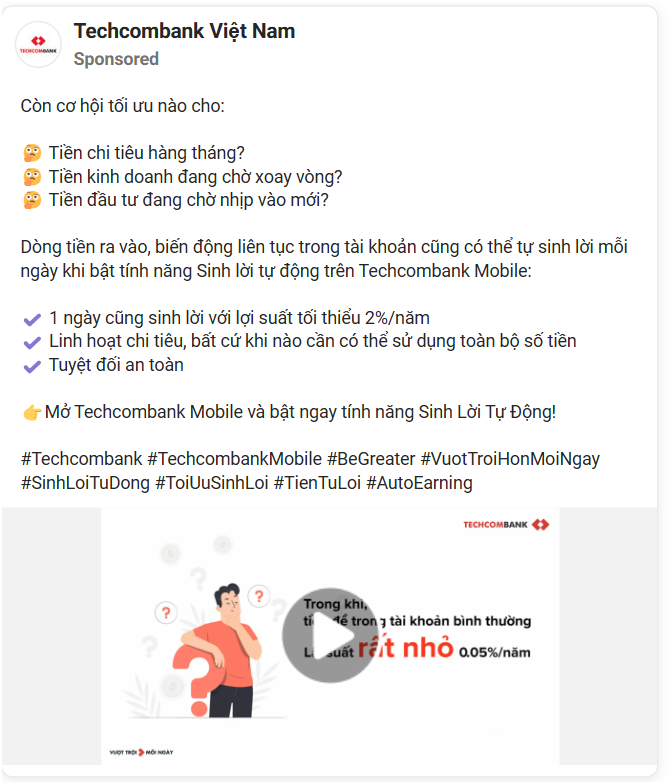 Techcombank Việt Nam
Sponsored
TECHCOMBANK
Còn cơ hội tối ưu nào cho:
🤔 Tiền chi tiêu hàng tháng?
🤔 Tiền kinh doanh đang chờ xoay vòng?
🤔 Tiền đầu tư đang chờ nhịp vào mới?
Dòng tiền ra vào, biến động liên tục trong tài khoản cũng có thể tự sinh lời mỗi
ngày khi bật tính năng Sinh lời tự động trên Techcombank Mobile:
✔ 1 ngày cũng sinh lời với lợi suất tối thiểu 2%/năm
✔ Linh hoạt chi tiêu, bất cứ khi nào cần có thể sử dụng toàn bộ số tiền
✔ Tuyệt đối an toàn
👉Mở Techcombank Mobile và bật ngay tính năng Sinh Lời Tự Động!
#Techcombank #TechcombankMobile #BeGreater #VuotTroiHonMoiNgay
#SinhLoiTuDong #ToiUuSinhLoi #TienTuLoi #AutoEarning
TECHCOMBANK
? ?
Trong khi,
để trong tài khoản bình thường
suất rất nhỏ 0.05%/năm
?
VƯỢT TRỘI MỖI NGÀY